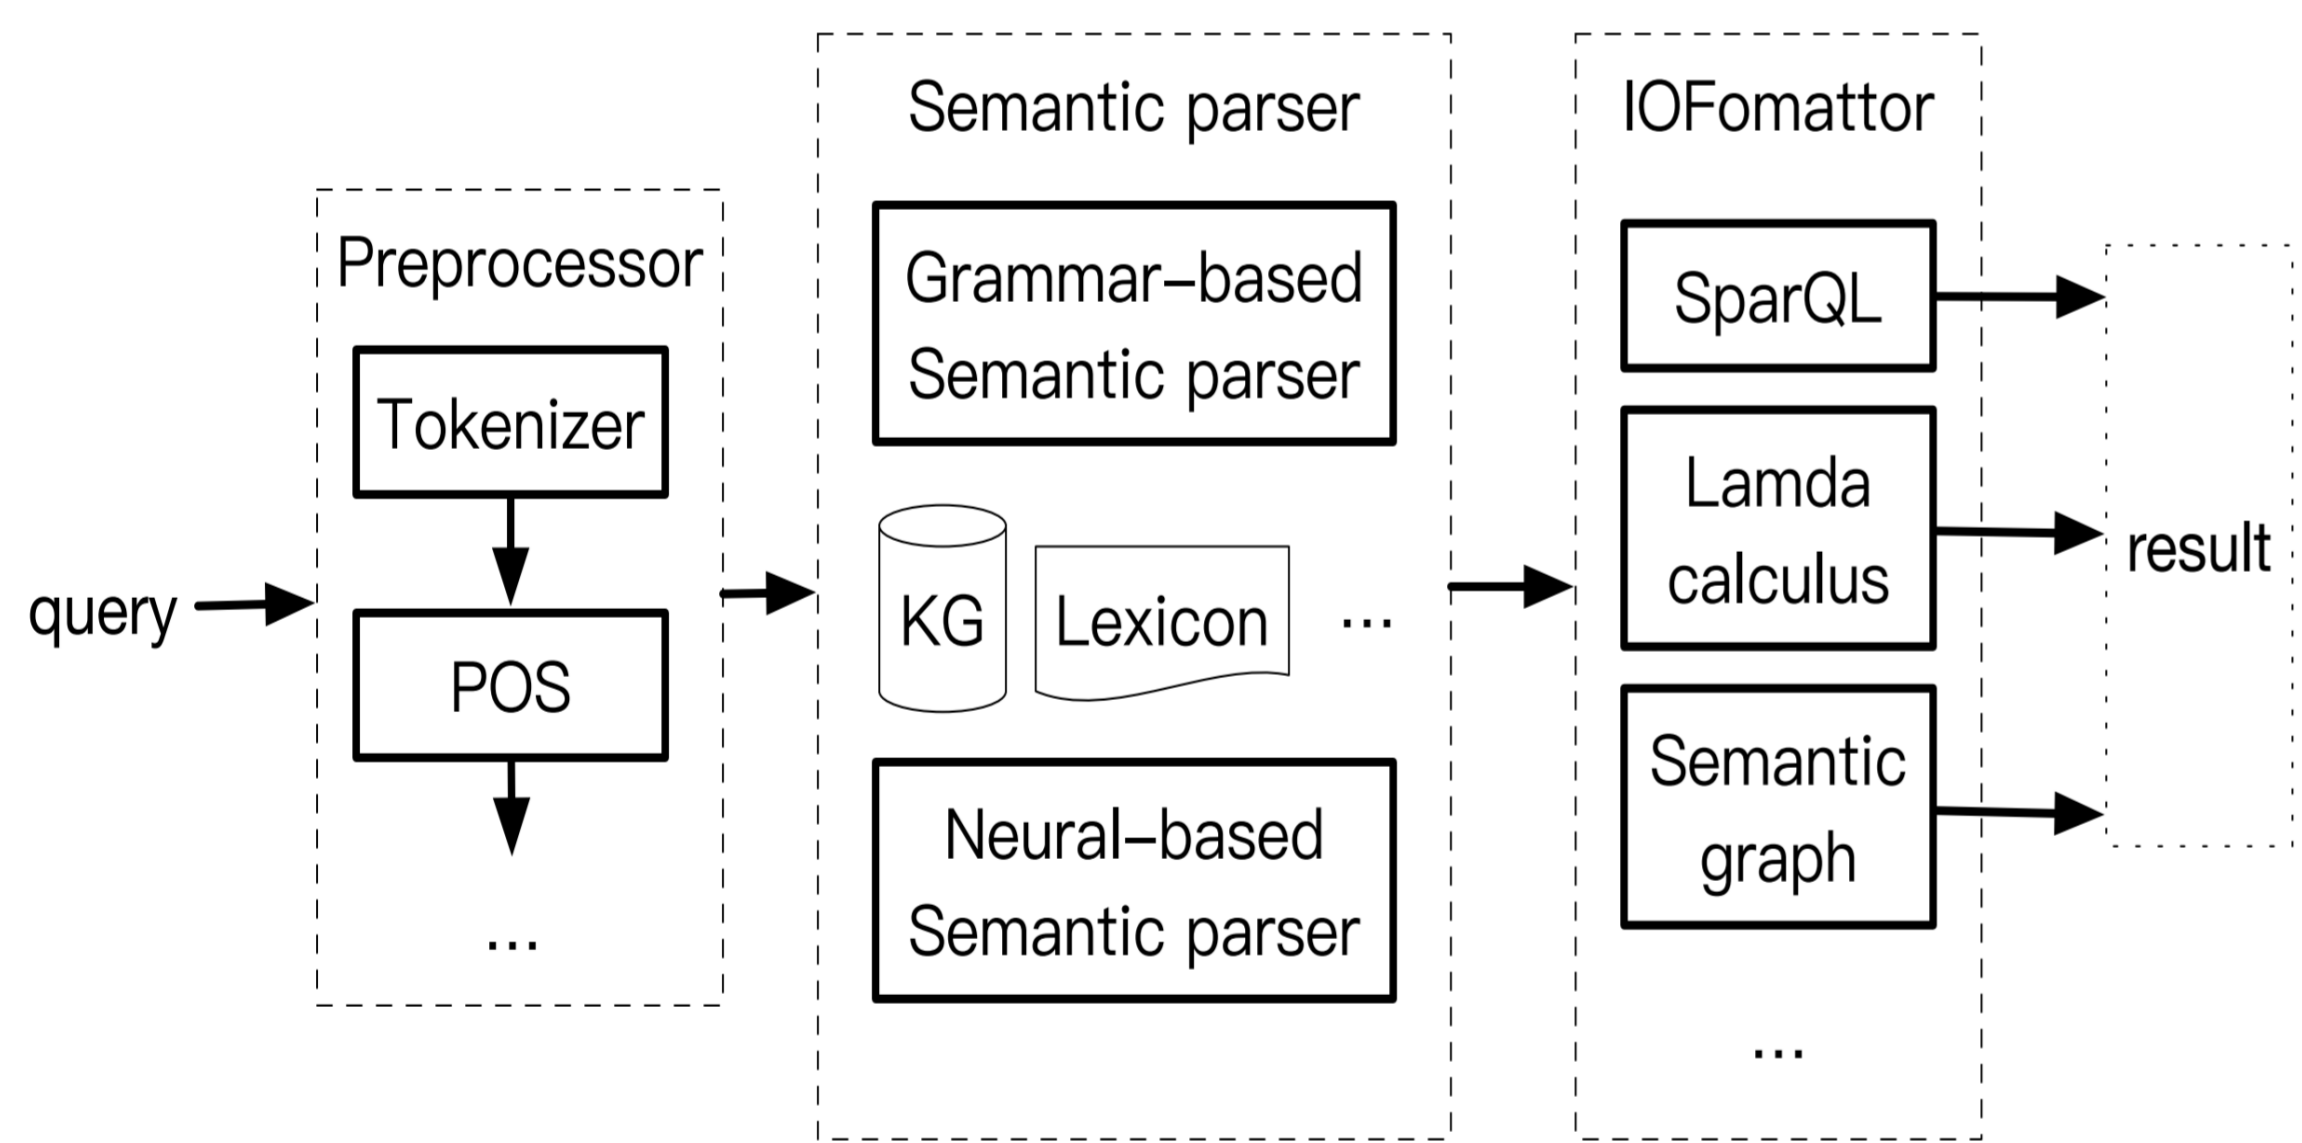 query
Preprocessor
Tokenizer
POS
...
Semantic parser
Grammar–based
Semantic parser
KG
Lexicon
...
Neural–based
Semantic parser
IOFomattor
SparQL
Lamda
calculus
Semantic
graph
...
result